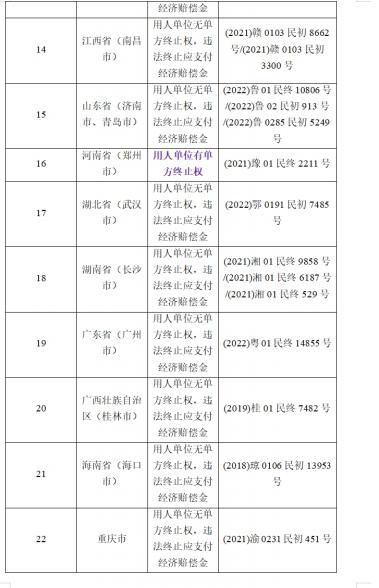 经济赔偿金
14
江西省（南昌
市）
用人单位无单
方终止权，违
法终止应支付
经济赔偿金
(2021)赣 0103 民初 8662
号/(2021)赣 0103 民初
3300 号
15
山东省（济南
市、青岛市）
用人单位无单
方终止权，违
法终止应支付
经济赔偿金
(2022)鲁 01 民终 10806 号
/(2022)鲁 02 民初 913 号
/(2022)鲁 0285 民初 5249
号
16
河南省（郑州
市）
用人单位有单
方终止权
(2021)豫 01 民终 2211 号
17
湖北省（武汉
市）
用人单位无单
方终止权，违
法终止应支付
经济赔偿金
(2022)鄂 0191 民初 7485
号
18
湖南省（长沙
市）
用人单位无单
方终止权，违
法终止应支付
经济赔偿金
(2021)湘 01 民终 9858 号
/(2021)湘 01 民终 6187 号
/(2021)湘 01 民终 529 号
19
广东省（广州
市）
用人单位无单
方终止权，违
法终止应支付
经济赔偿金
(2022)粤 01 民终 14855 号
20
广西壮族自治
区（桂林市）
用人单位无单
方终止权，违
法终止应支付
经济赔偿金
(2019)桂 01 民终 7482 号
21
海南省（海口
市）
用人单位无单
方终止权，违
法终止应支付
经济赔偿金
(2018)琼 0106 民初 13953
号
22
重庆市
用人单位无单
方终止权，违
法终止应支付
经济赔偿金
(2021)渝 0231 民初 451 号